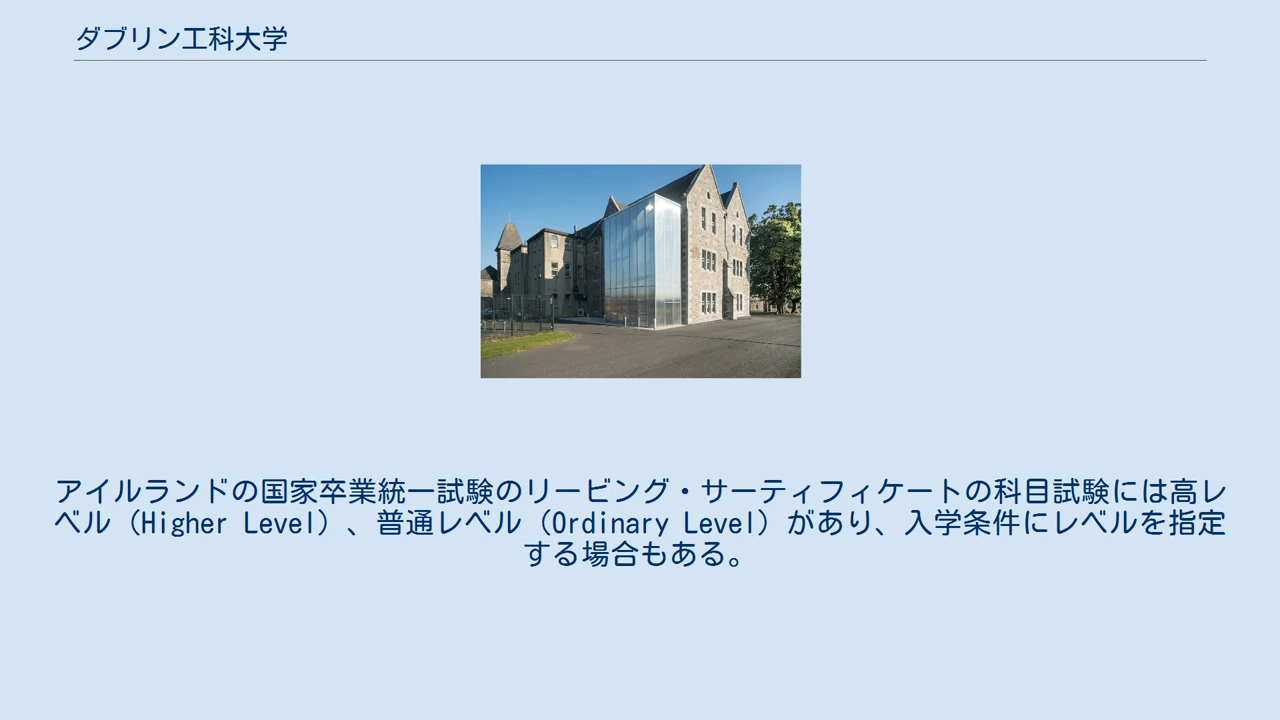 ダブリン工科大学
アイルランドの国家卒業統一試験のリービング・サーティフィケートの科目試験には高レ
ベル（Higher Level）、普通レベル（Ordinary Level）があり、入学条件にレベルを指定
する場合もある。